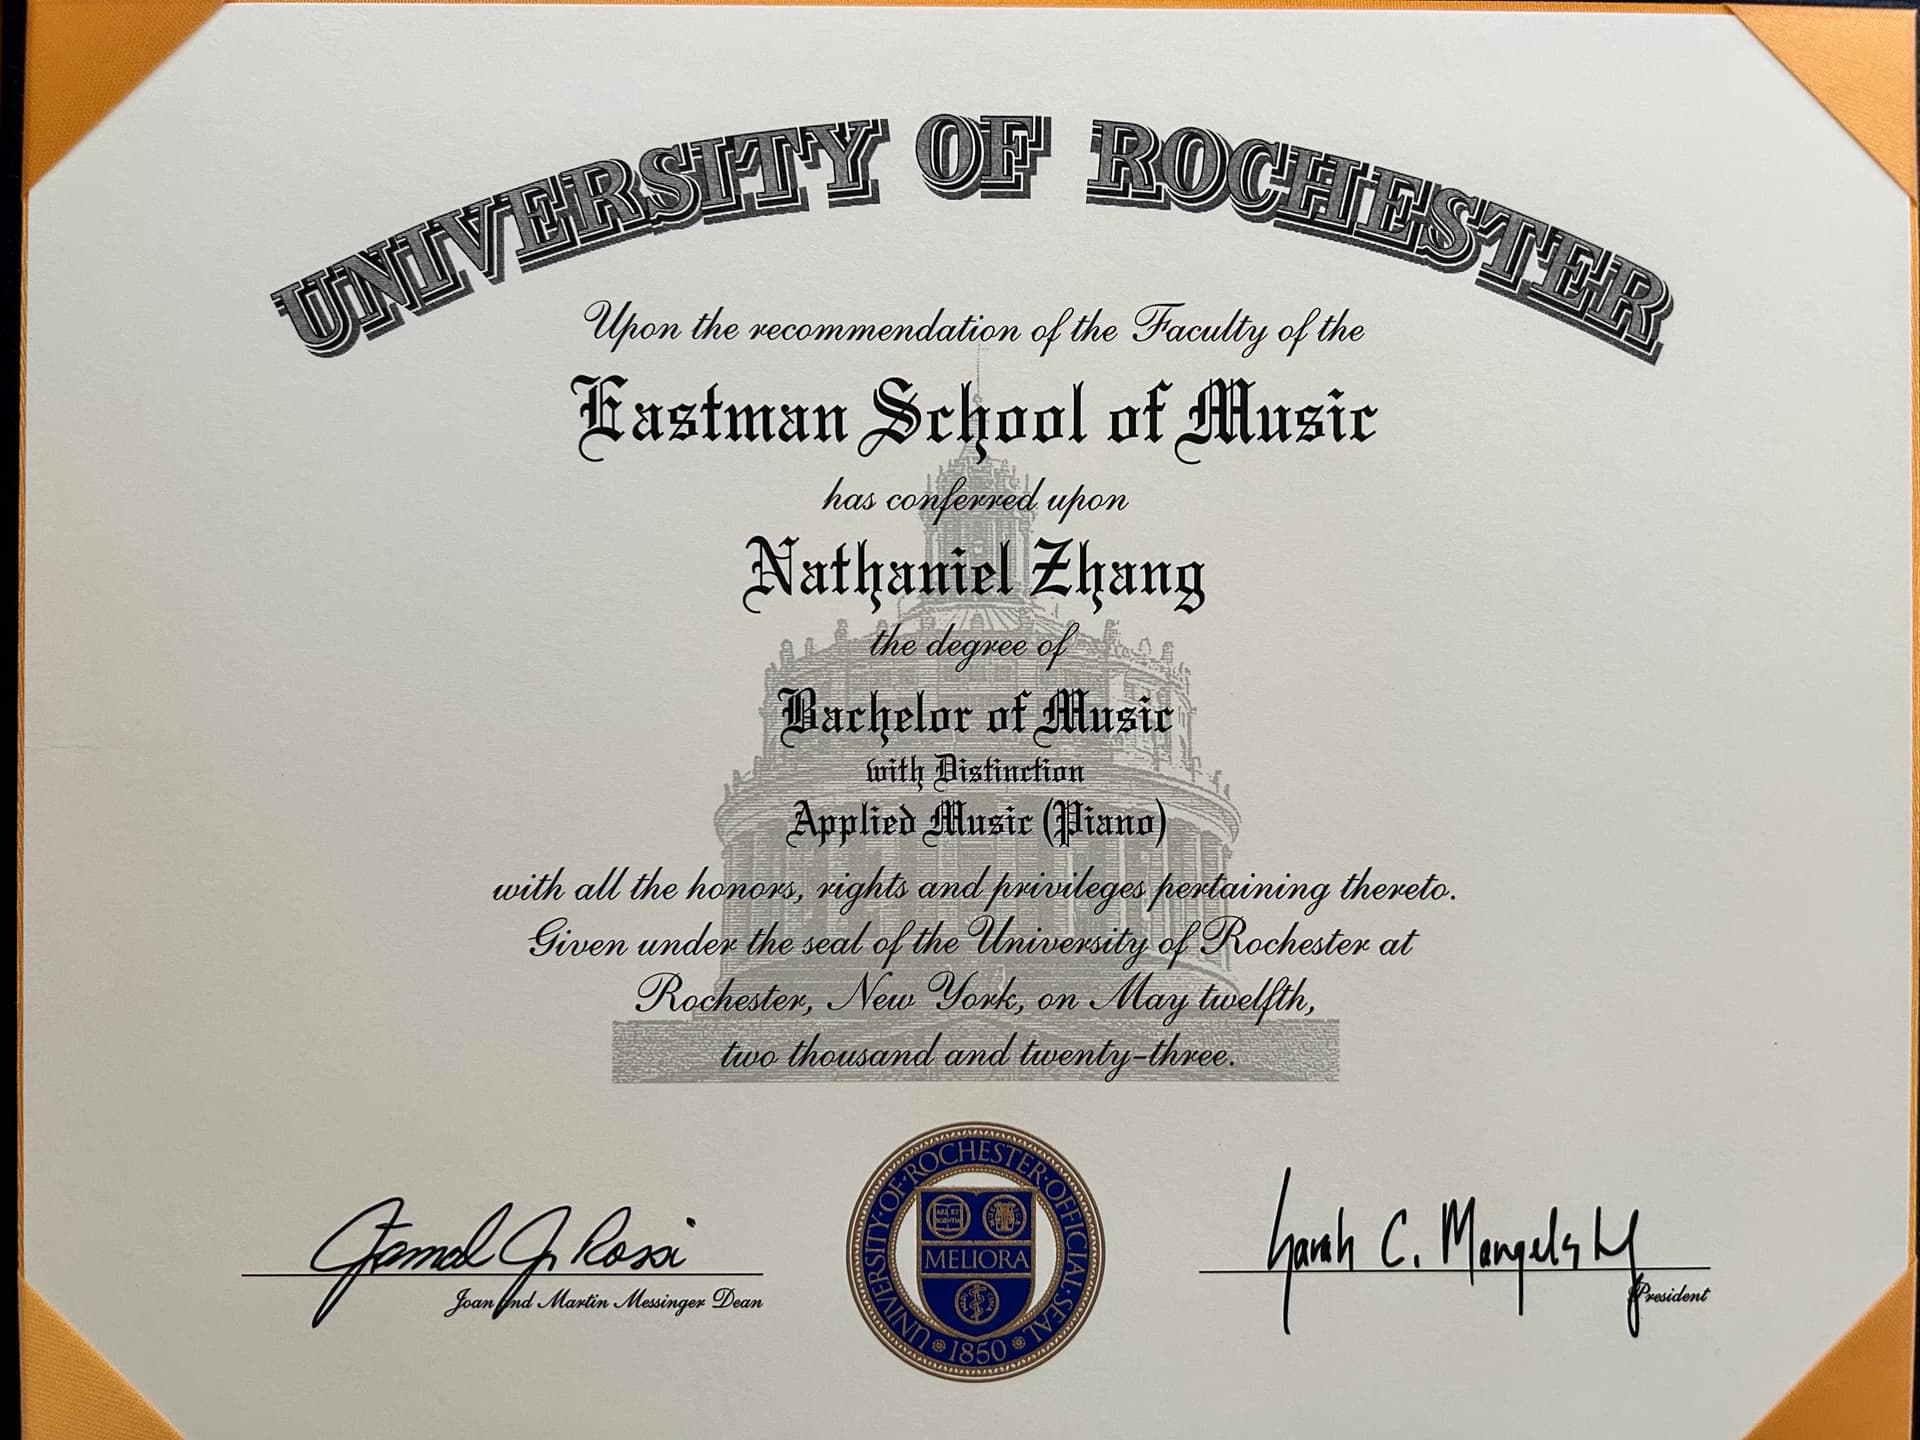 UNIVERSITY OF ROCHESTER
Upon the recommendation of the Faculty of the
Eastman School of Music
has conferred upon
Nathaniel Zhang
the degree of
Bachelor of Music
with Distinction
Applied Music (Piano)
with all the honors, rights and privileges pertaining thereto.
Given under the seal of the University of Rochester at
Rochester, New York, on May twelfth,
two thousand and twenty-three.
Jamal J. Rossi
Joan and Martin Messinger Dean
UNIVERSITY·OF·ROCHESTER·OFFICIAL·SEAL
MELIORA
1850
Sarah C. Mangelsdorf
President